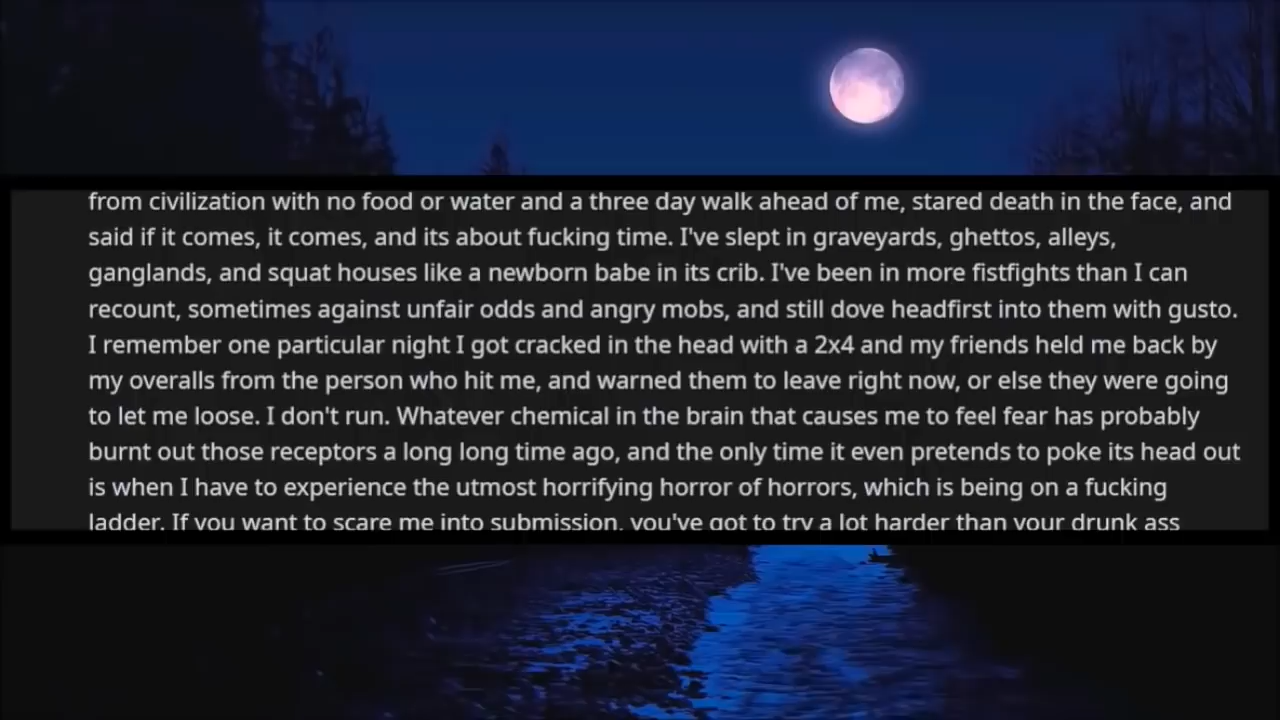 from civilization with no food or water and a three day walk ahead of me, stared death in the face, and
said if it comes, it comes, and its about fucking time. I've slept in graveyards, ghettos, alleys,
ganglands, and squat houses like a newborn babe in its crib. I've been in more fistfights than I can
recount, sometimes against unfair odds and angry mobs, and still dove headfirst into them with gusto.
I remember one particular night I got cracked in the head with a 2x4 and my friends held me back by
my overalls from the person who hit me, and warned them to leave right now, or else they were going
to let me loose. I don't run. Whatever chemical in the brain that causes me to feel fear has probably
burnt out those receptors a long long time ago, and the only time it even pretends to poke its head out
is when I have to experience the utmost horrifying horror of horrors, which is being on a fucking
ladder. If you want to scare me into submission, you've got to try a lot harder than your drunk ass